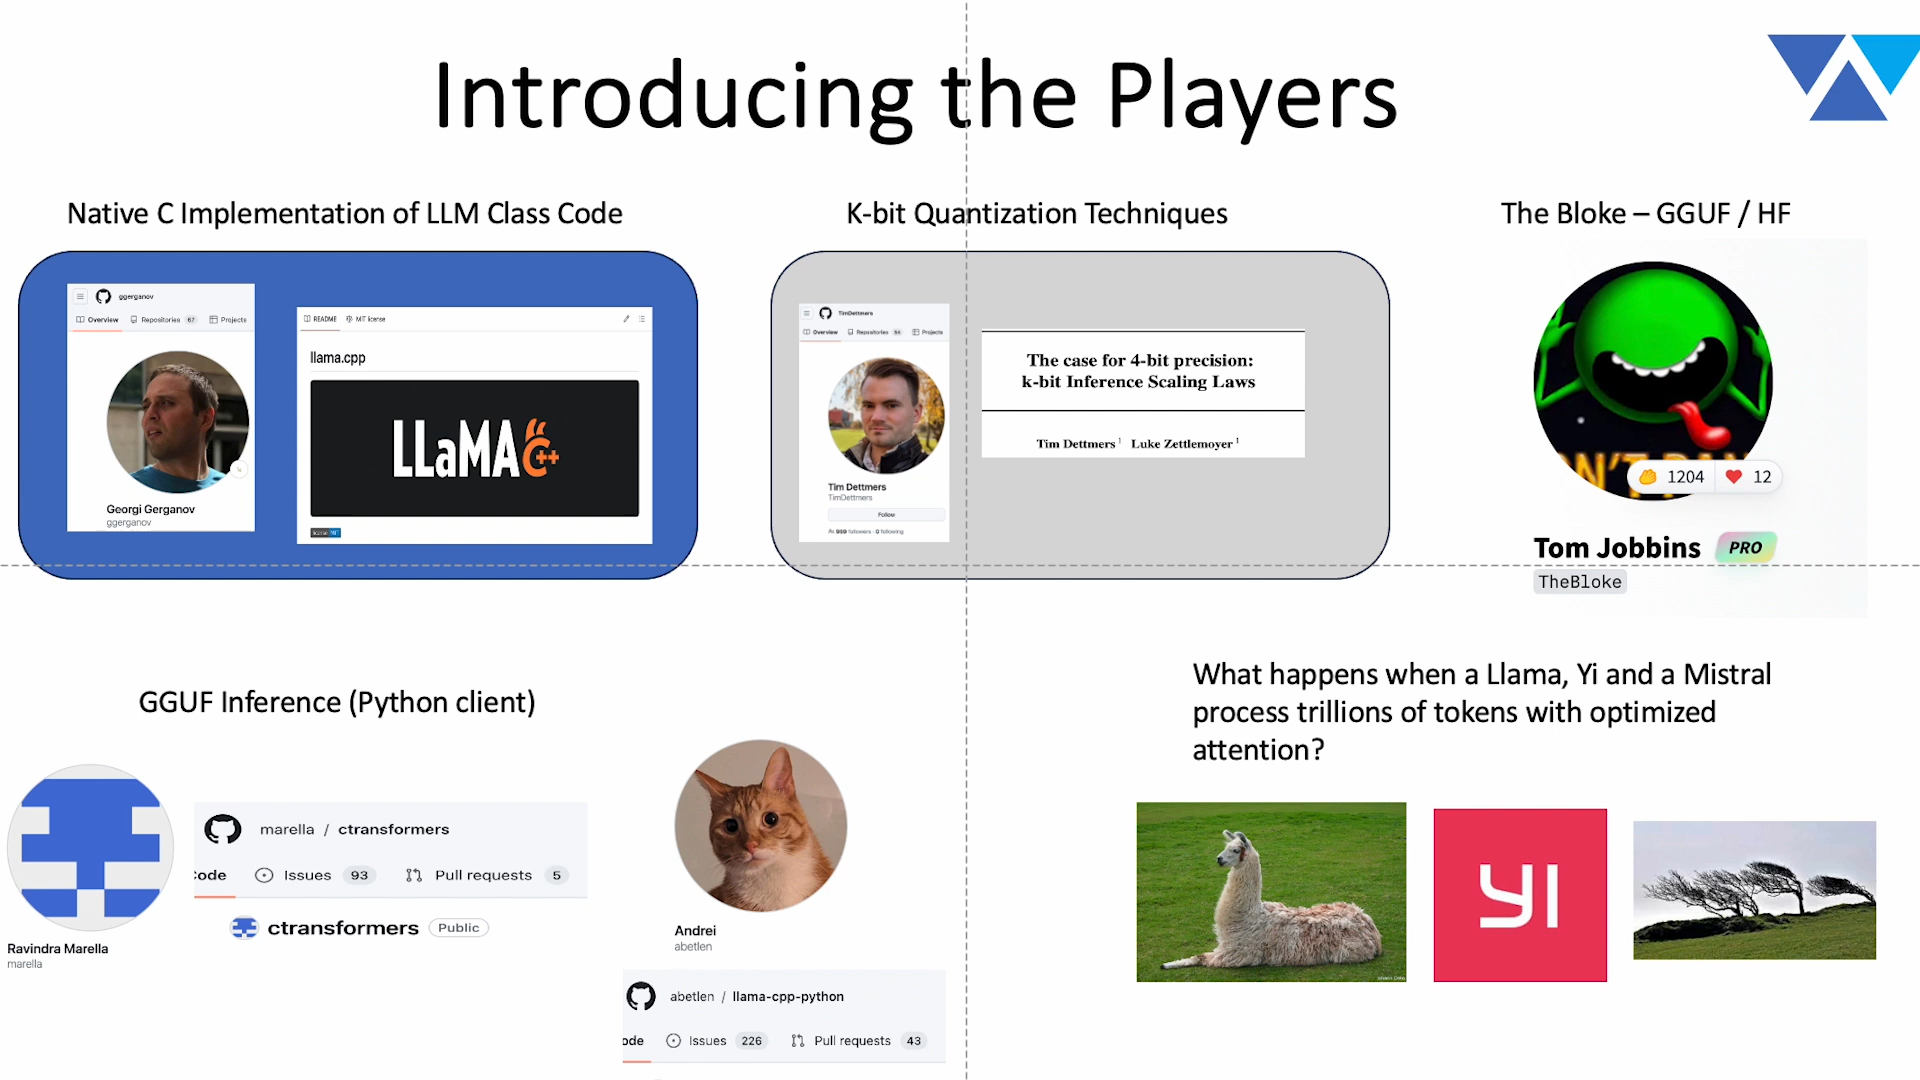 Introducing the Players
Native C Implementation of LLM Class Code
ggerganov
Overview Repositories 67 Projects
Georgi Gerganov
ggerganov
README MIT license
llama.cpp
LLaMA C++
license MIT
K-bit Quantization Techniques
TimDettmers
Overview Repositories 94 Projects
Tim Dettmers
TimDettmers
Follow
959 followers · 0 following
The case for 4-bit precision:
k-bit Inference Scaling Laws
Tim Dettmers 1 Luke Zettlemoyer 1
The Bloke – GGUF / HF
N'T PAN
1204 12
Tom Jobbins PRO
TheBloke
GGUF Inference (Python client)
Ravindra Marella
marella
marella / ctransformers
Code Issues 93 Pull requests 5
ctransformers Public
Andrei
abetlen
abetlen / llama-cpp-python
ode Issues 226 Pull requests 43
What happens when a Llama, Yi and a Mistral
process trillions of tokens with optimized
attention?
YI